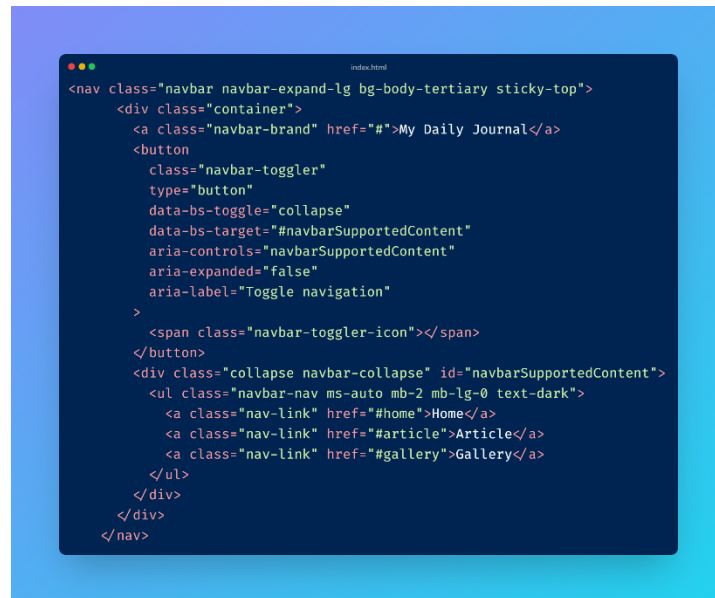 index.html
<nav class="navbar navbar-expand-lg bg-body-tertiary sticky-top">
<div class="container">
<a class="navbar-brand" href="#">My Daily Journal</a>
<button
class="navbar-toggler"
type="button"
data-bs-toggle="collapse"
data-bs-target="#navbarSupportedContent"
aria-controls="navbarSupportedContent"
aria-expanded="false"
aria-label="Toggle navigation"
>
<span class="navbar-toggler-icon"></span>
</button>
<div class="collapse navbar-collapse" id="navbarSupportedContent">
<ul class="navbar-nav ms-auto mb-2 mb-lg-0 text-dark">
<a class="nav-link" href="#home">Home</a>
<a class="nav-link" href="#article">Article</a>
<a class="nav-link" href="#gallery">Gallery</a>
</ul>
</div>
</div>
</nav>